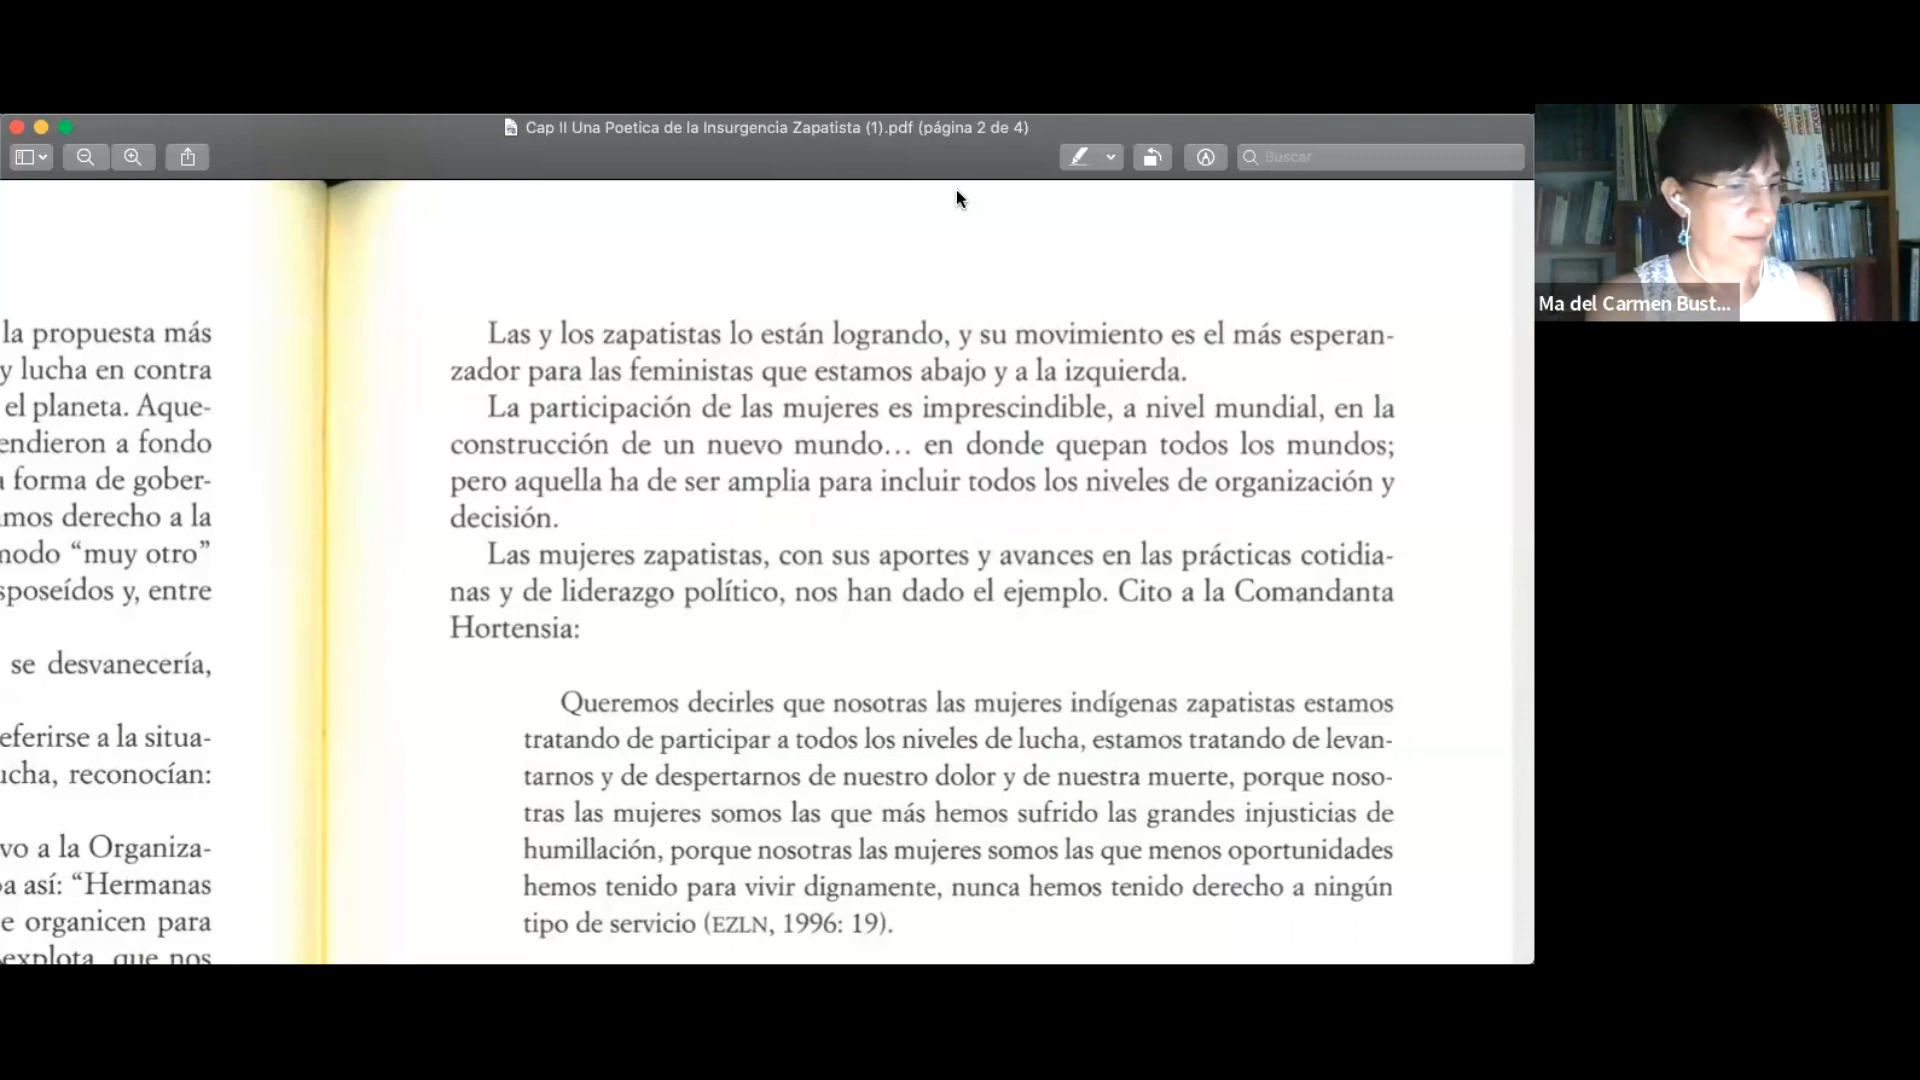 Cap II Una Poetica de la Insurgencia Zapatista (1).pdf (página 2 de 4)
Buscar
la propuesta más
y lucha en contra
el planeta. Aque-
endieron a fondo
forma de gober-
mos derecho a la
modo “muy otro”
sposeídos y, entre
se desvanecería,
eferirse a la situa-
ucha, reconocían:
vo a la Organiza-
a así: “Hermanas
e organicen para
explota, que nos
Las y los zapatistas lo están logrando, y su movimiento es el más esperan-
zador para las feministas que estamos abajo y a la izquierda.
La participación de las mujeres es imprescindible, a nivel mundial, en la
construcción de un nuevo mundo… en donde quepan todos los mundos;
pero aquella ha de ser amplia para incluir todos los niveles de organización y
decisión.
Las mujeres zapatistas, con sus aportes y avances en las prácticas cotidia-
nas y de liderazgo político, nos han dado el ejemplo. Cito a la Comandanta
Hortensia:
Queremos decirles que nosotras las mujeres indígenas zapatistas estamos
tratando de participar a todos los niveles de lucha, estamos tratando de levan-
tarnos y de despertarnos de nuestro dolor y de nuestra muerte, porque noso-
tras las mujeres somos las que más hemos sufrido las grandes injusticias de
humillación, porque nosotras las mujeres somos las que menos oportunidades
hemos tenido para vivir dignamente, nunca hemos tenido derecho a ningún
tipo de servicio (EZLN, 1996: 19).
Ma del Carmen Bust...